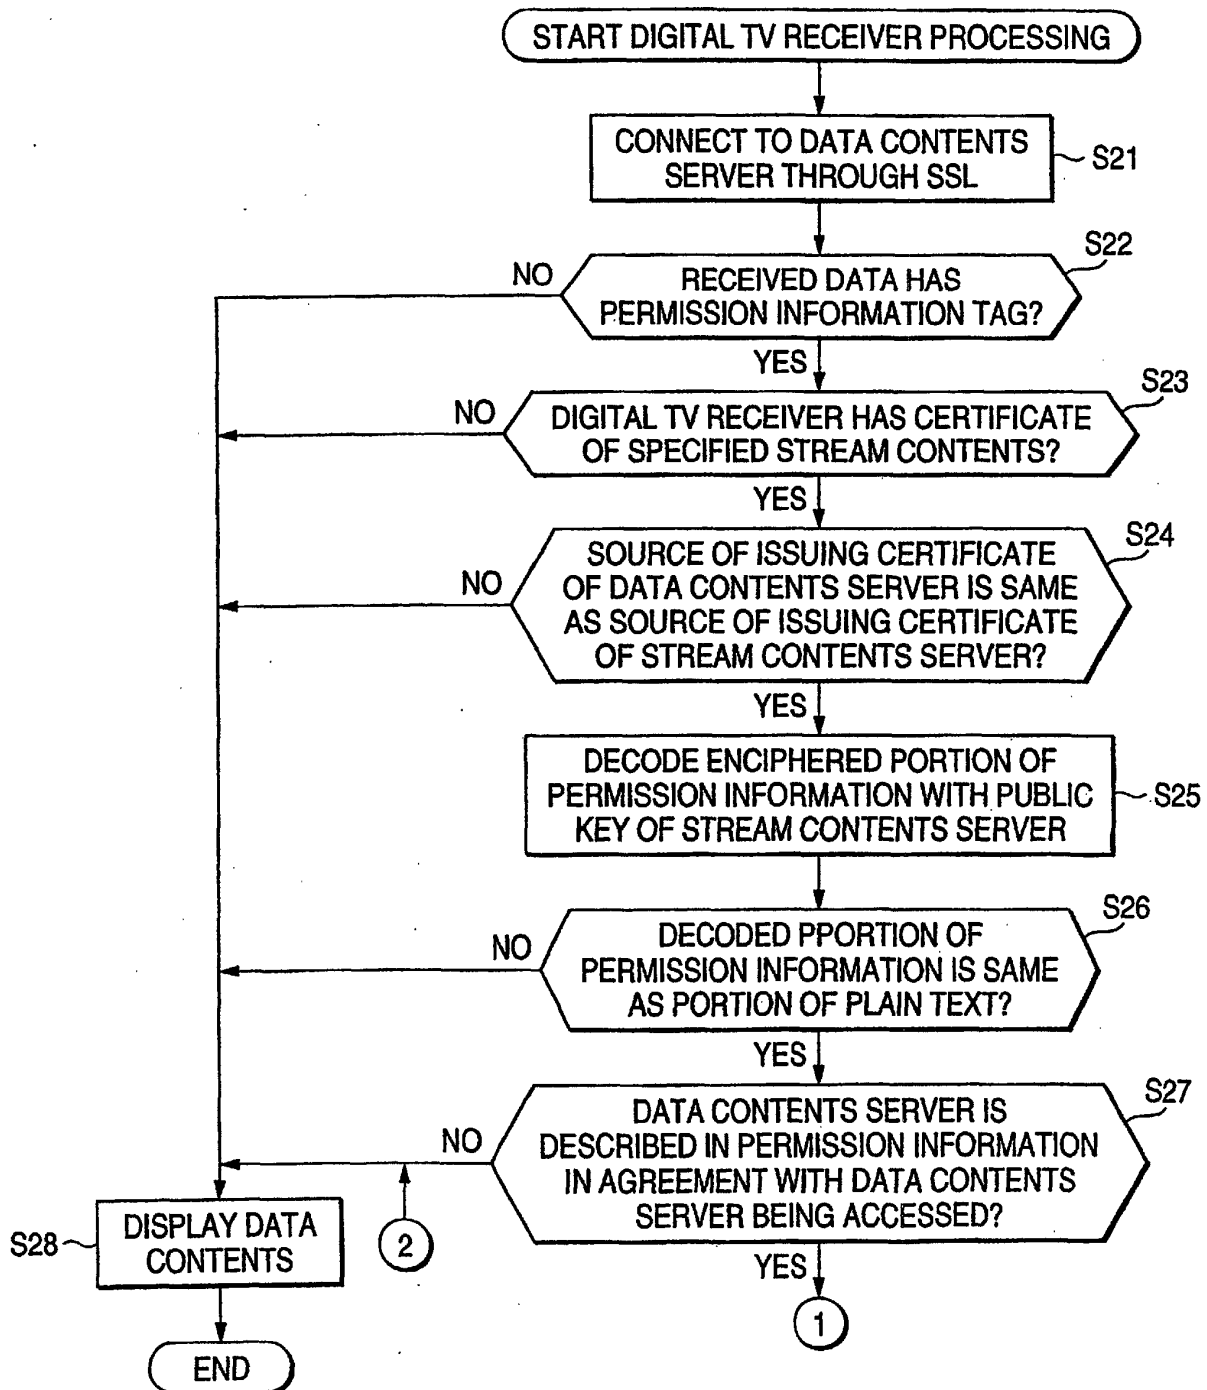 START DIGITAL TV RECEIVER PROCESSING
CONNECT TO DATA CONTENTS
SERVER THROUGH SSL
S21
S22
NO
RECEIVED DATA HAS
PERMISSION INFORMATION TAG?
YES
S23
NO
DIGITAL TV RECEIVER HAS CERTIFICATE
OF SPECIFIED STREAM CONTENTS?
YES
S24
NO
SOURCE OF ISSUING CERTIFICATE
OF DATA CONTENTS SERVER IS SAME
AS SOURCE OF ISSUING CERTIFICATE
OF STREAM CONTENTS SERVER?
YES
DECODE ENCIPHERED PORTION OF
PERMISSION INFORMATION WITH PUBLIC
KEY OF STREAM CONTENTS SERVER
S25
S26
NO
DECODED PPORTION OF
PERMISSION INFORMATION IS SAME
AS PORTION OF PLAIN TEXT?
YES
S27
NO
DATA CONTENTS SERVER IS
DESCRIBED IN PERMISSION INFORMATION
IN AGREEMENT WITH DATA CONTENTS
SERVER BEING ACCESSED?
YES
1
2
S28
DISPLAY DATA
CONTENTS
END